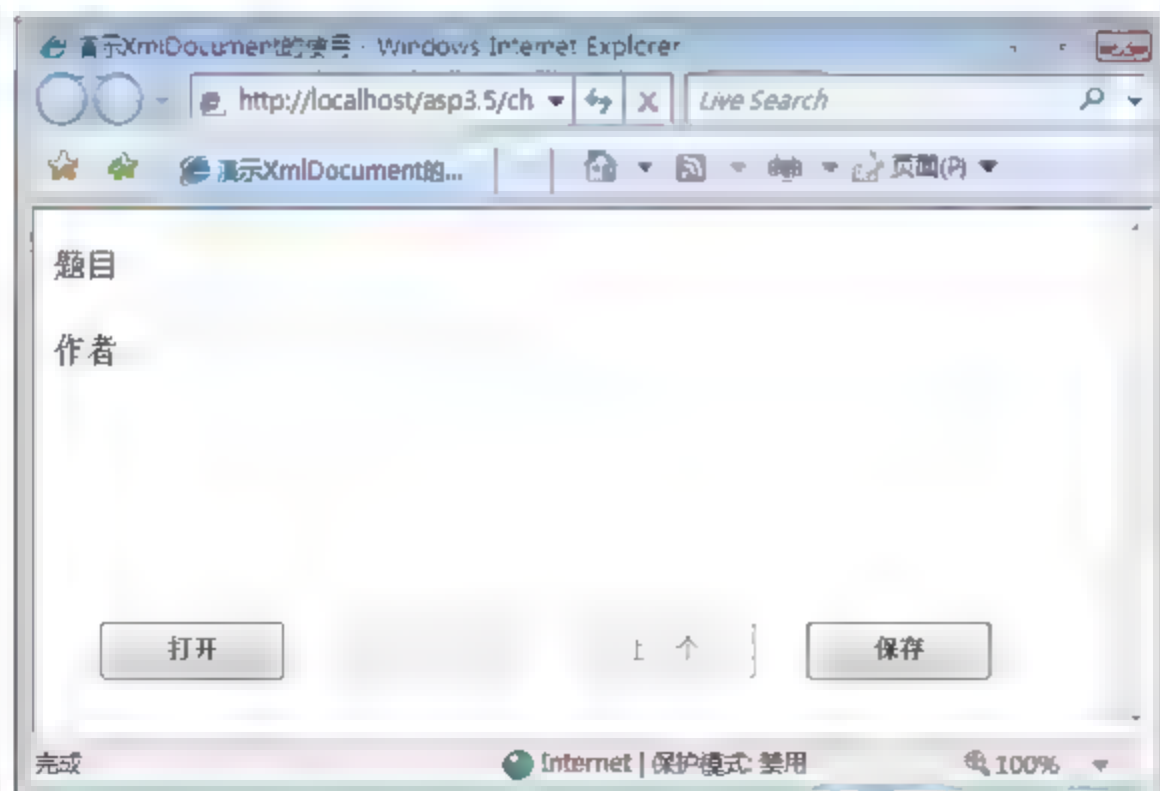 演示XmlDocument的使用 - Windows Internet Explorer
http://localhost/asp3.5/ch
Live Search
演示XmlDocument的...
页面(P)
题目
作者
打开
上 个
保存
完成
Internet | 保护模式: 禁用
100%